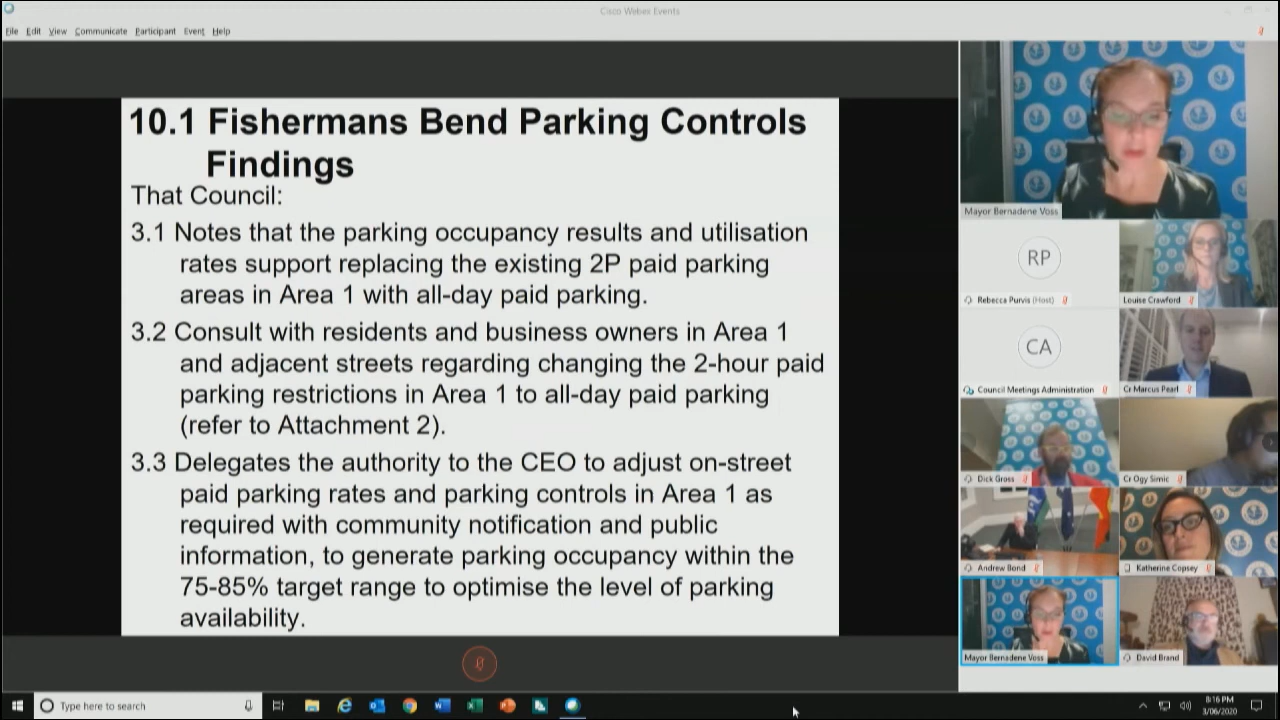 Cisco Webex Events
File Edit View Communicate Participant Event Help
10.1 Fishermans Bend Parking Controls
Findings
That Council:
3.1 Notes that the parking occupancy results and utilisation
rates support replacing the existing 2P paid parking
areas in Area 1 with all-day paid parking.
3.2 Consult with residents and business owners in Area 1
and adjacent streets regarding changing the 2-hour paid
parking restrictions in Area 1 to all-day paid parking
(refer to Attachment 2).
3.3 Delegates the authority to the CEO to adjust on-street
paid parking rates and parking controls in Area 1 as
required with community notification and public
information, to generate parking occupancy within the
75-85% target range to optimise the level of parking
availability.
Mayor Bernadene Voss
RP
Rebecca Purvis (Host)
Louise Crawford
CA
Council Meetings Administration
Cr Marcus Pearl
Dick Gross
Cr Ogy Simic
Andrew Bond
Katherine Copsey
Mayor Bernadene Voss
David Brand
Type here to search
8:16 PM
3/06/2020